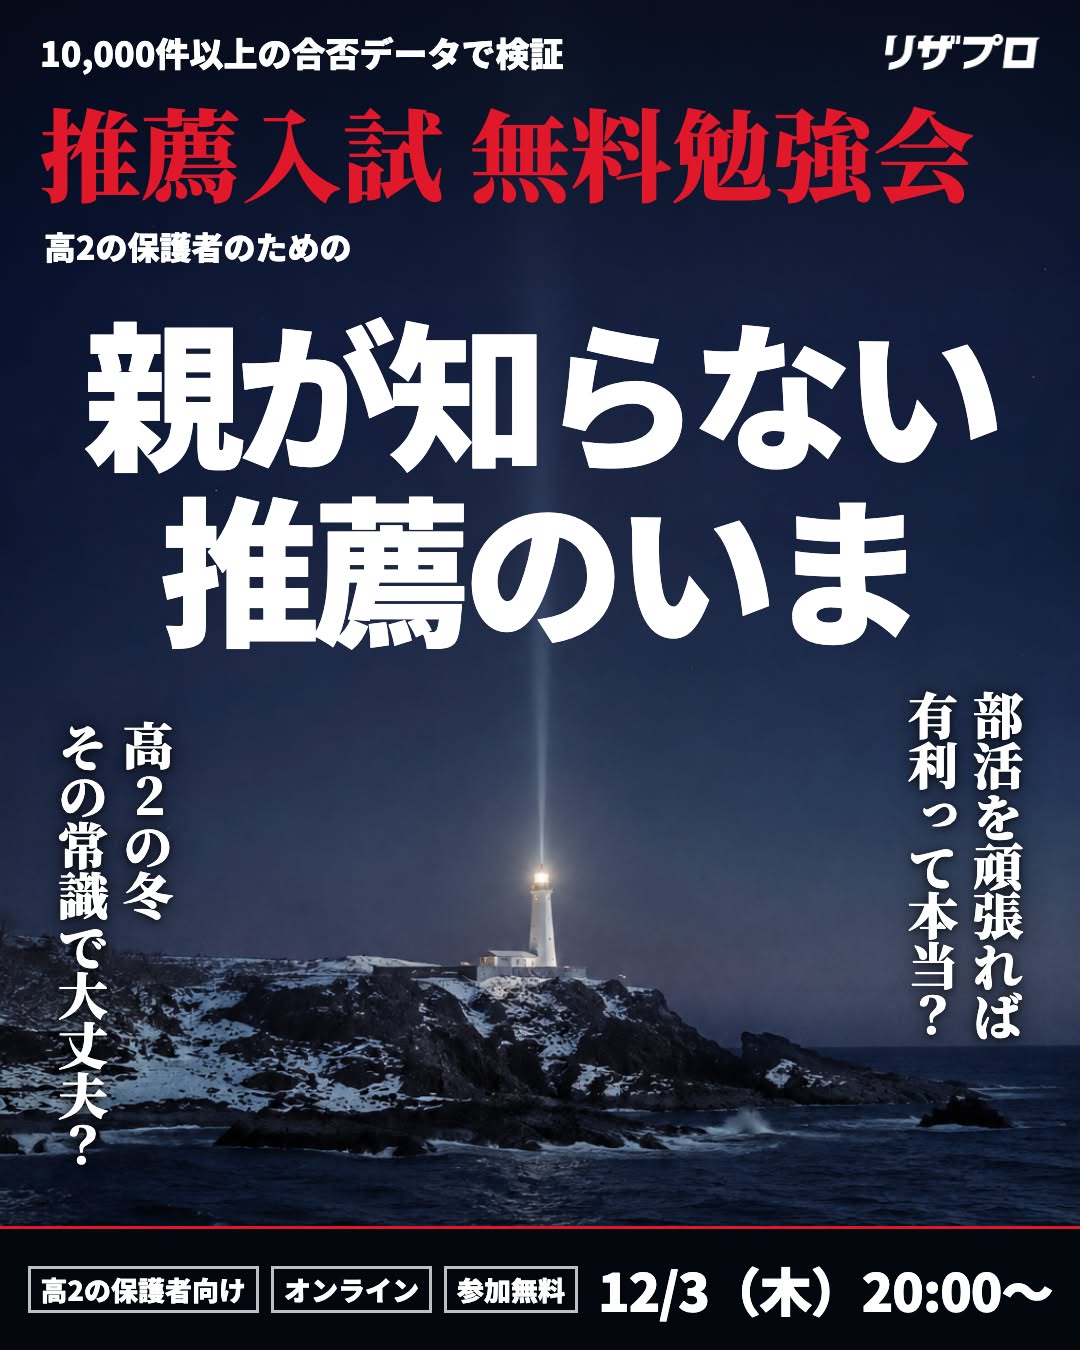 10,000件以上の合否データで検証
リザプロ
推薦入試 無料勉強会
高2の保護者のための
親が知らない
推薦のいま
部活を頑張れば
有利って本当？
高2の冬
その常識で大丈夫？
高2の保護者向け
オンライン
参加無料
12/3（木）20:00〜